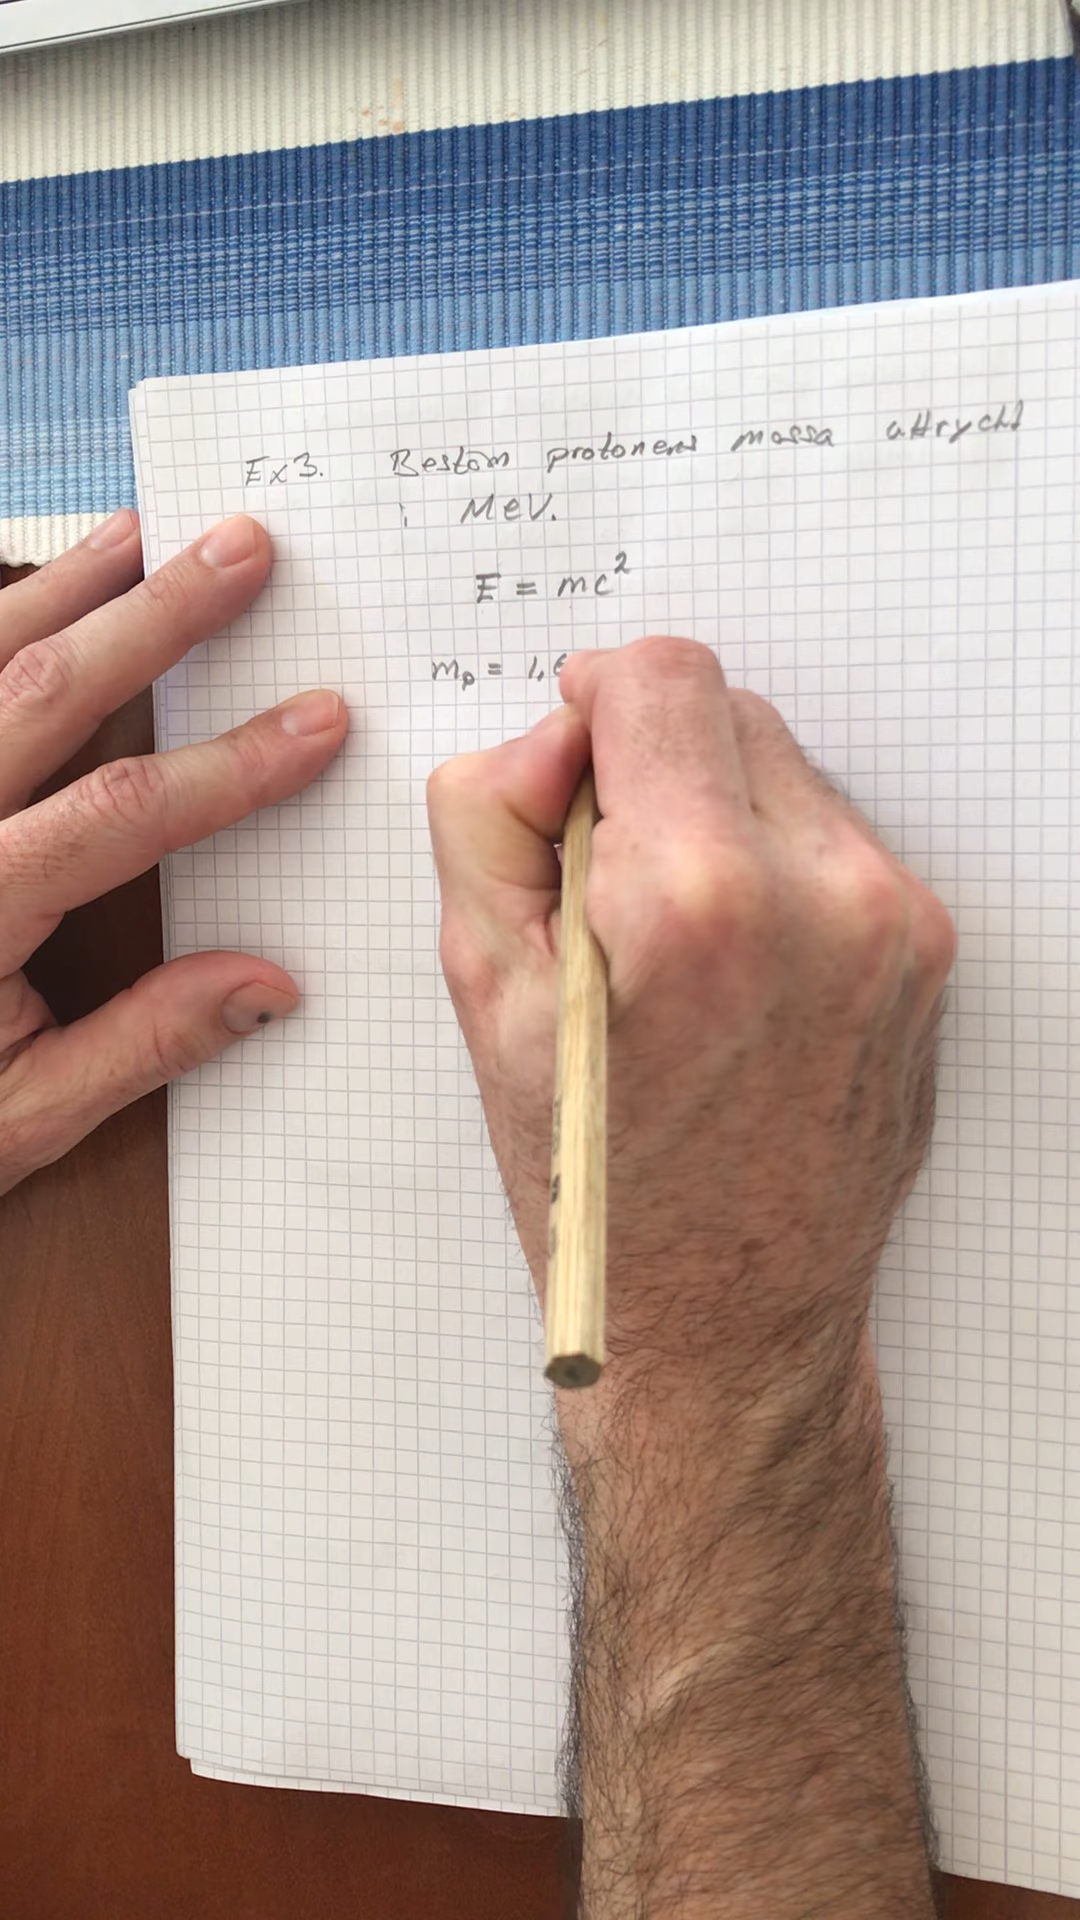 Ex 3. Bestäm protonens massa uttryckt
i MeV.
E = mc²
mₚ = 1,6